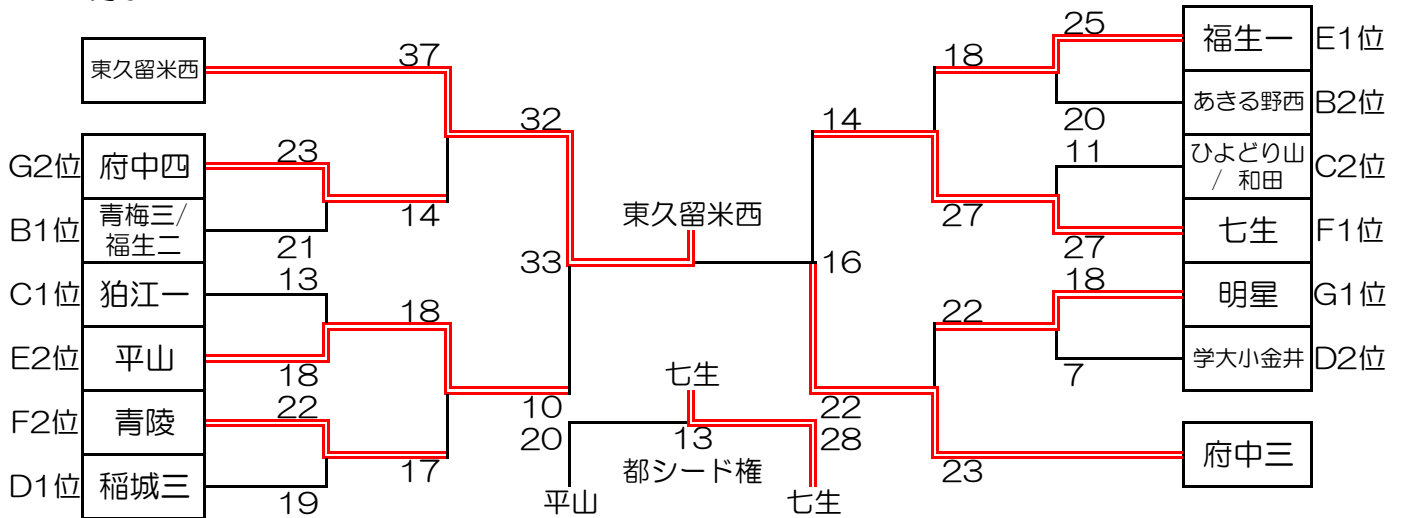 東久留米西
37
32
G2位 府中四 23
14
B1位 青梅三/
福生二
21
C1位 狛江一 13
18
E2位 平山 18
10
F2位 青陵 22
17
D1位 稲城三 19
33
東久留米西
16
25
福生一 E1位
18
あきる野西 B2位
20
14
11
ひよどり山
/ 和田
C2位
27
七生 F1位
27
18
明星 G1位
22
学大小金井 D2位
7
22
府中三
23
七生
20
13
28
都シード権
平山
七生